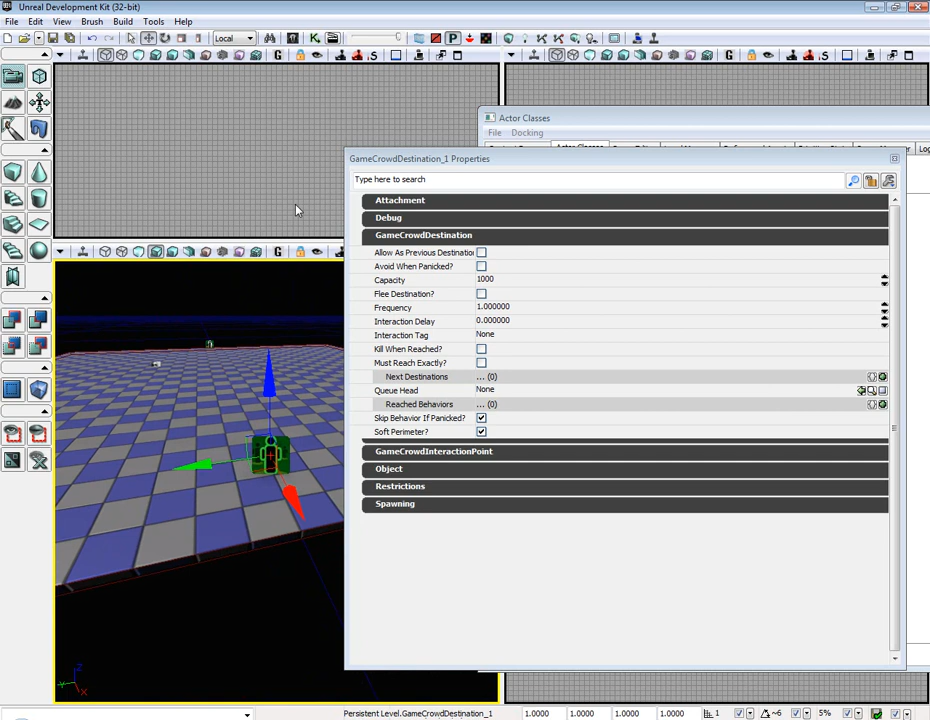 Unreal Development Kit (32-bit)
File Edit View Brush Build Tools Help
Local
G
P
K
S
Actor Classes
File Docking
Actor Classes
Log
GameCrowdDestination_1 Properties
Type here to search
Attachment
Debug
GameCrowdDestination
Allow As Previous Destination
Avoid When Panicked?
Capacity 1000
Flee Destination?
Frequency 1.000000
Interaction Delay 0.000000
Interaction Tag None
Kill When Reached?
Must Reach Exactly?
Next Destinations ... (0)
Queue Head None
Reached Behaviors ... (0)
Skip Behavior If Panicked?
Soft Perimeter?
GameCrowdInteractionPoint
Object
Restrictions
Spawning
G
S
Z
Y
X
Persistent Level.GameCrowdDestination_1 1.0000 1.0000 1.0000 1.0000 1 ~6 5%